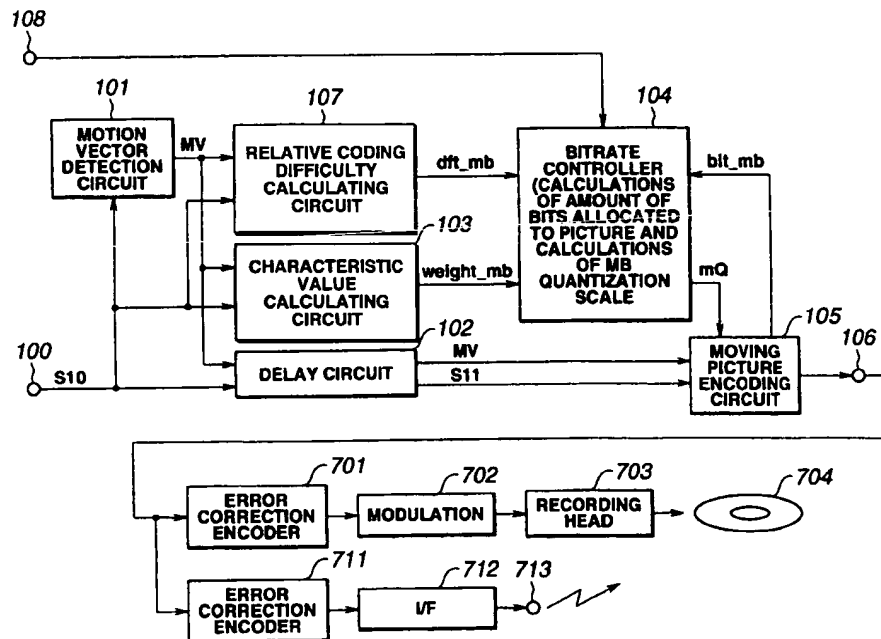 108
101
MOTION
VECTOR
DETECTION
CIRCUIT
MV
107
RELATIVE CODING
DIFFICULTY
CALCULATING
CIRCUIT
dft_mb
104
BITRATE
CONTROLLER
(CALCULATIONS
OF AMOUNT OF
BITS ALLOCATED
TO PICTURE AND
CALCULATIONS
OF MB
QUANTIZATION
SCALE
bit_mb
mQ
103
CHARACTERISTIC
VALUE
CALCULATING
CIRCUIT
weight_mb
102
DELAY CIRCUIT
MV
S11
100
S10
105
MOVING
PICTURE
ENCODING
CIRCUIT
106
701
ERROR
CORRECTION
ENCODER
702
MODULATION
703
RECORDING
HEAD
704
711
ERROR
CORRECTION
ENCODER
712
I/F
713